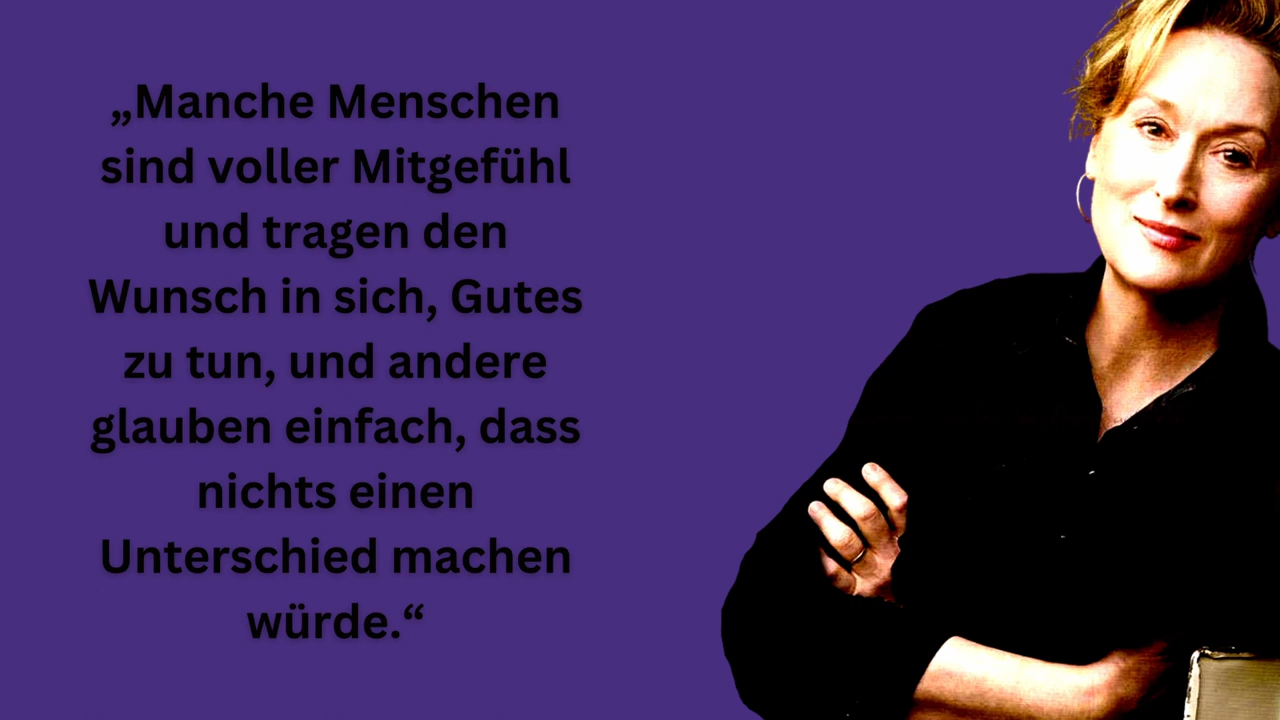 „Manche Menschen
sind voller Mitgefühl
und tragen den
Wunsch in sich, Gutes
zu tun, und andere
glauben einfach, dass
nichts einen
Unterschied machen
würde.“